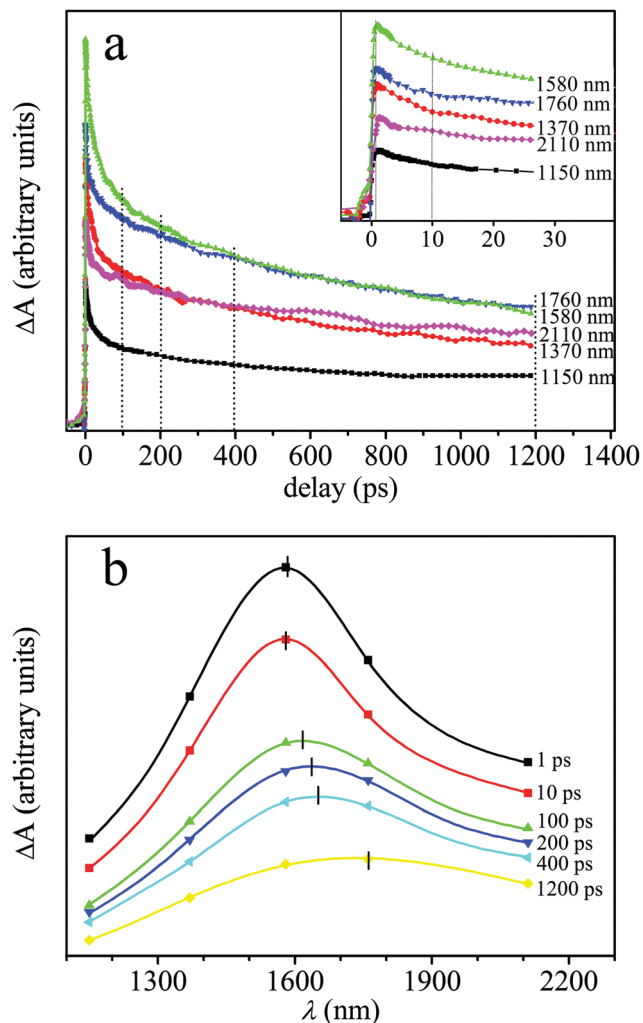 a
ΔA (arbitrary units)
1580 nm
1760 nm
1370 nm
2110 nm
1150 nm
0 10 20 30
1760 nm
1580 nm
2110 nm
1370 nm
1150 nm
0 200 400 600 800 1000 1200 1400
delay (ps)
b
ΔA (arbitrary units)
1 ps
10 ps
100 ps
200 ps
400 ps
1200 ps
1300 1600 1900 2200
λ (nm)